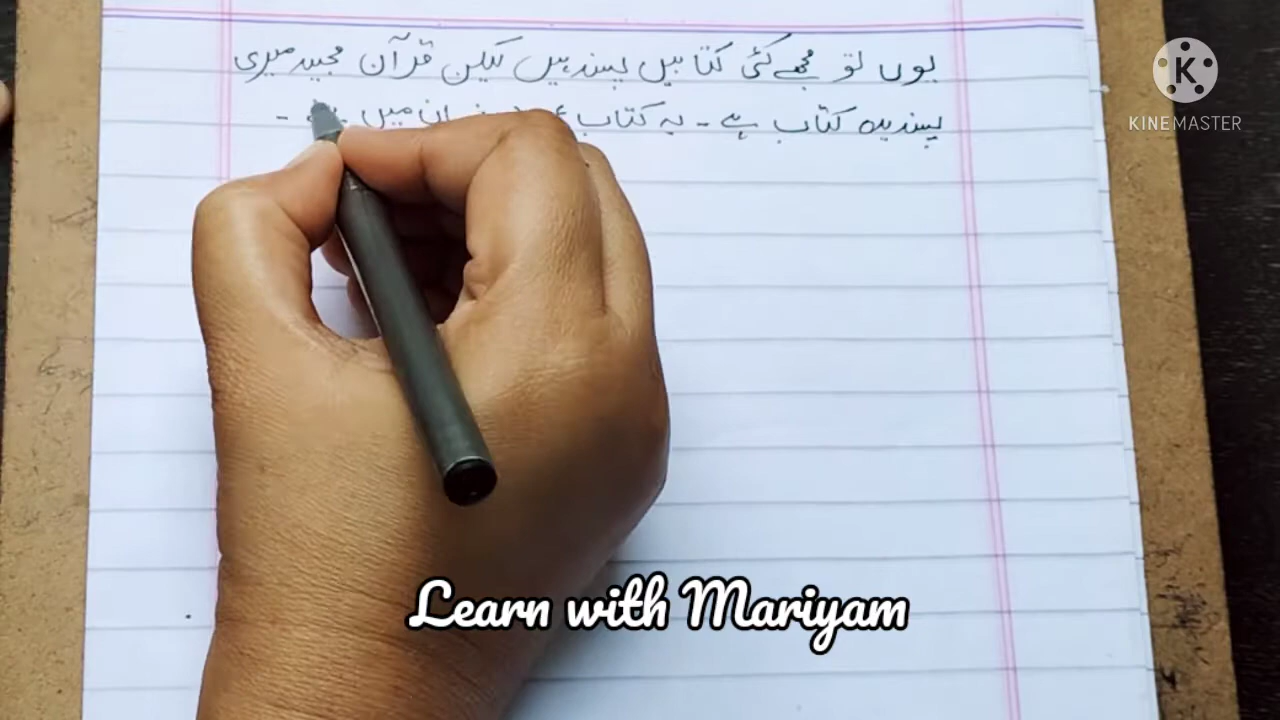 یوں تو مجھے کئی کتابیں پسند ہیں لیکن قرآن مجید میری
پسندیدہ کتاب ہے ۔ یہ کتاب میں ۔
K
KINEMASTER
Learn with Mariyam